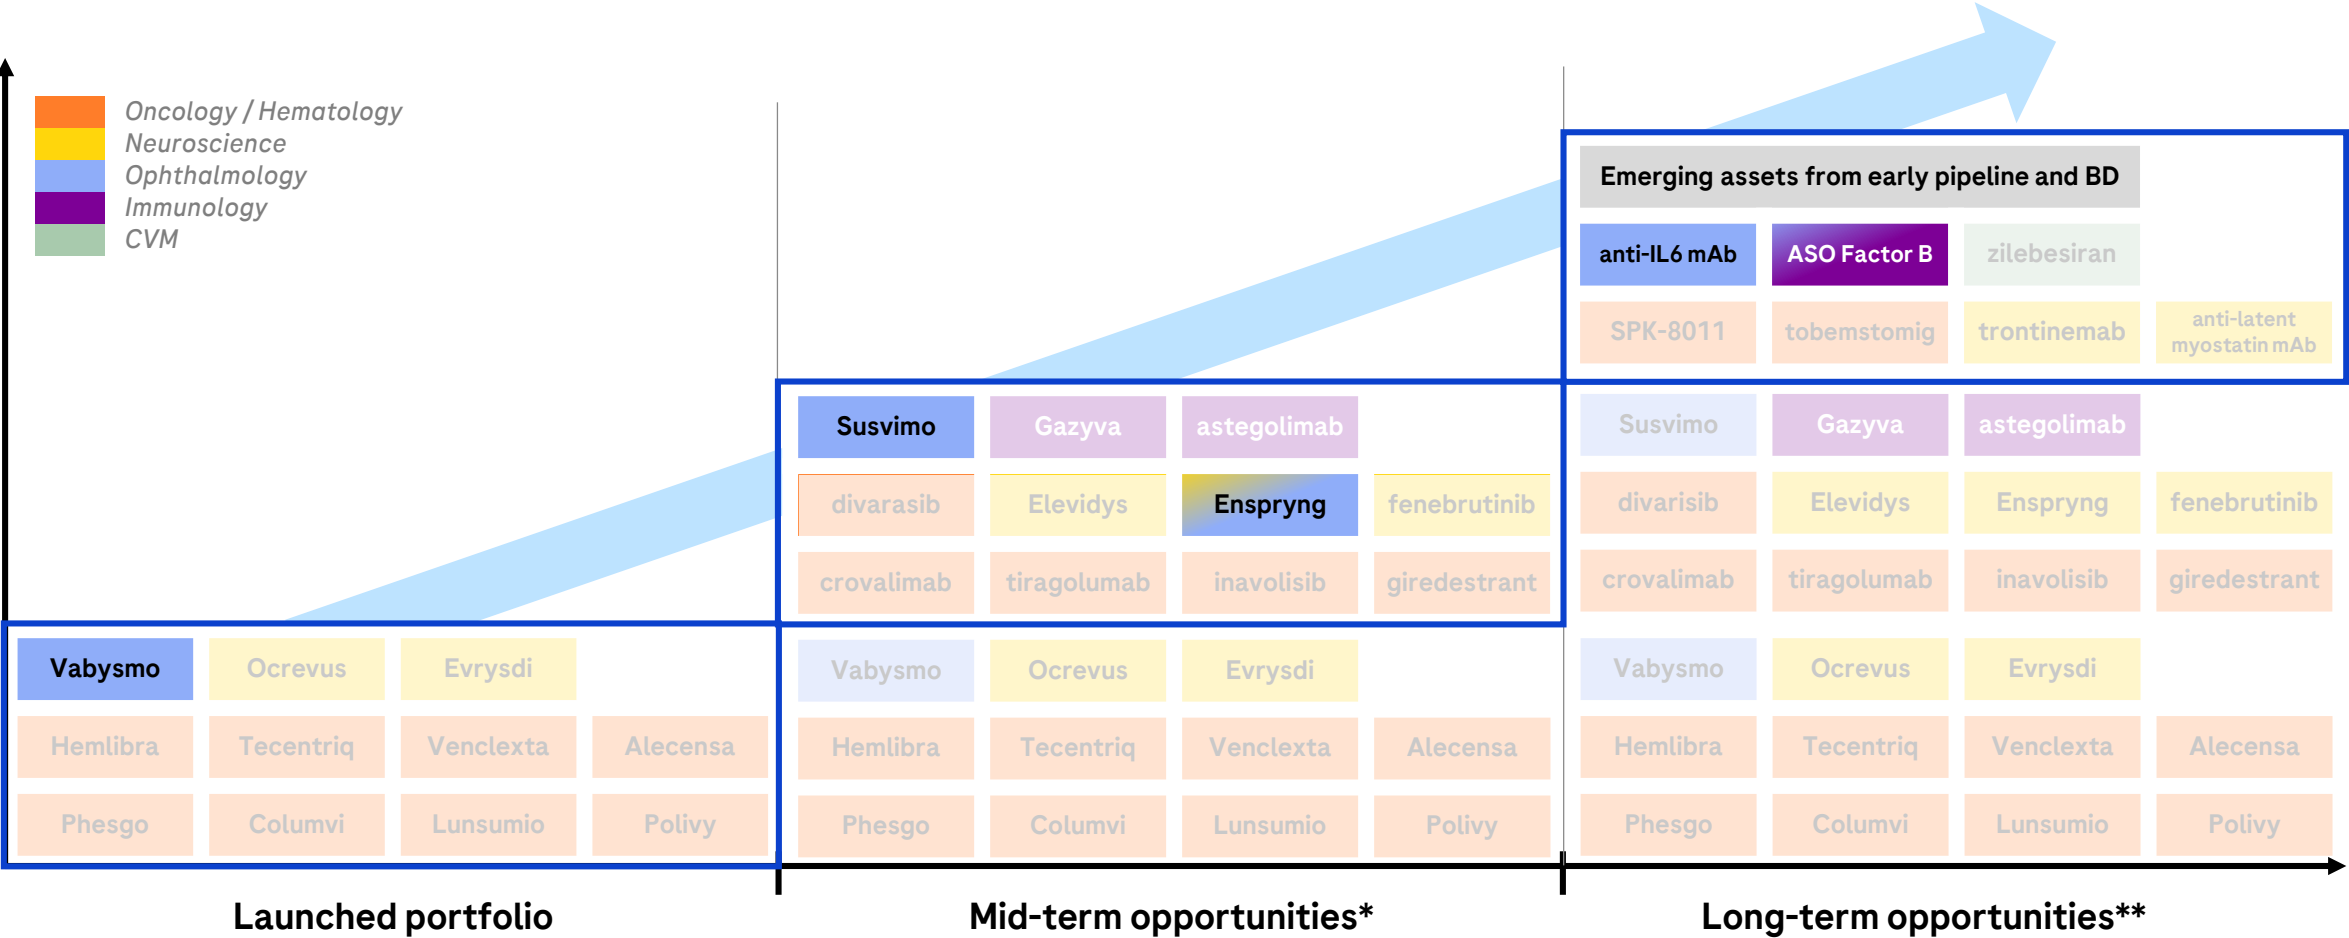 Oncology / Hematology
Neuroscience
Ophthalmology
Immunology
CVM
Emerging assets from early pipeline and BD
anti-IL6 mAb
ASO Factor B
zilebesiran
SPK-8011
tobemstomig
trontinemab
anti-latent
myostatin mAb
Susvimo
Gazyva
astegolimab
divarasib
Elevidys
Enspryng
fenebrutinib
crovalimab
tiragolumab
inavolisib
giredestrant
Susvimo
Gazyva
astegolimab
divarisib
Elevidys
Enspryng
fenebrutinib
crovalimab
tiragolumab
inavolisib
giredestrant
Vabysmo
Ocrevus
Evrysdi
Hemlibra
Tecentriq
Venclexta
Alecensa
Phesgo
Columvi
Lunsumio
Polivy
Vabysmo
Ocrevus
Evrysdi
Hemlibra
Tecentriq
Venclexta
Alecensa
Phesgo
Columvi
Lunsumio
Polivy
Vabysmo
Ocrevus
Evrysdi
Hemlibra
Tecentriq
Venclexta
Alecensa
Phesgo
Columvi
Lunsumio
Polivy
Launched portfolio
Mid-term opportunities*
Long-term opportunities**